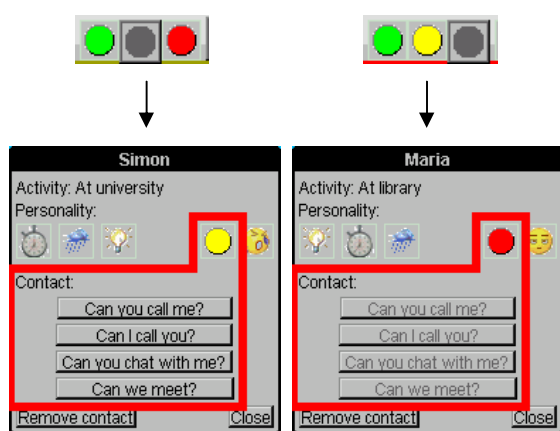 Simon
Activity: At university
Personality:
Contact:
Can you call me?
Can I call you?
Can you chat with me?
Can we meet?
Remove contact Close
Maria
Activity: At library
Personality:
Contact:
Can you call me?
Can I call you?
Can you chat with me?
Can we meet?
Remove contact Close